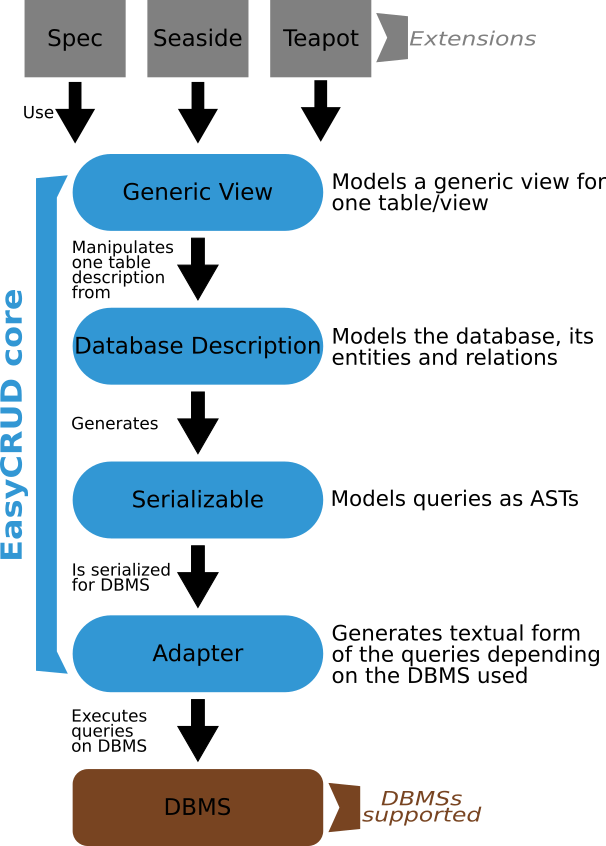 Spec
Seaside
Teapot
Extensions
Use
Generic View
Models a generic view for
one table/view
Manipulates
one table
description
from
EasyCRUD core
Database Description
Models the database, its
entities and relations
Generates
Serializable
Models queries as ASTs
Is serialized
for DBMS
Adapter
Generates textual form
of the queries depending
on the DBMS used
Executes
queries
on DBMS
DBMS
DBMSs
supported